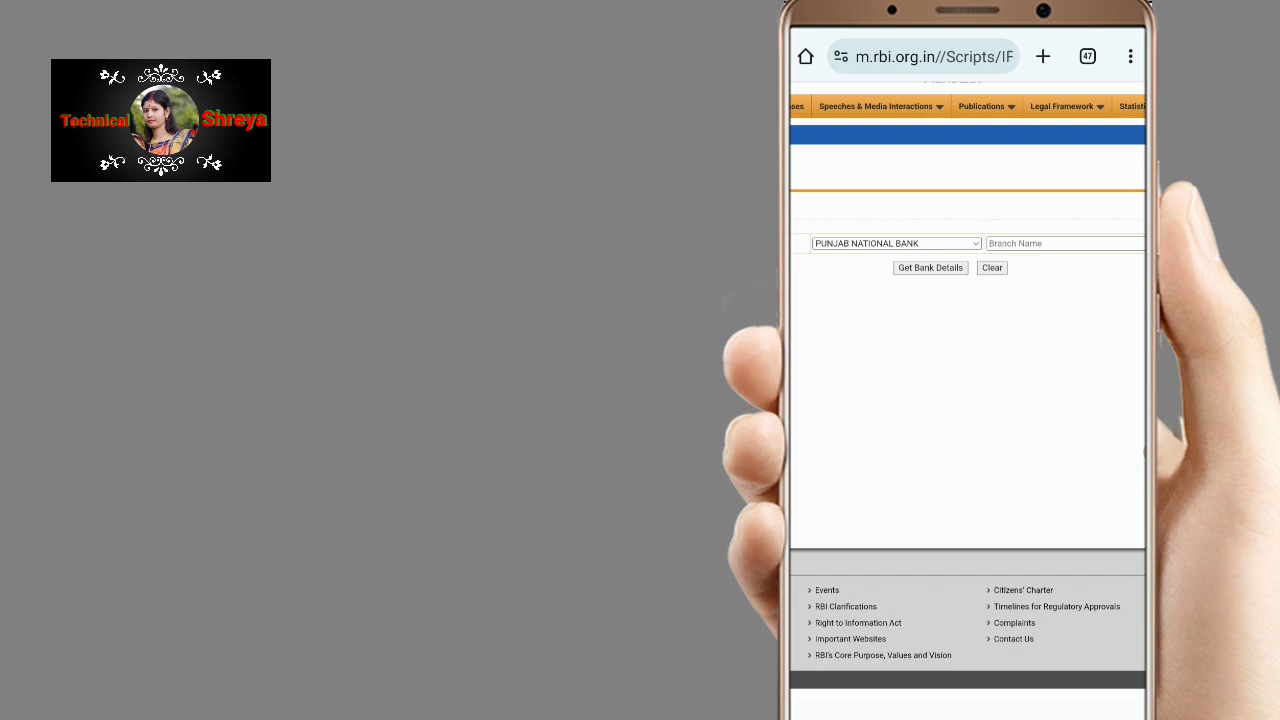 Technical Shreya
m.rbi.org.in//Scripts/IF
47
ses Speeches & Media Interactions Publications Legal Framework Statisti
PUNJAB NATIONAL BANK Branch Name
Get Bank Details Clear
Events Citizens' Charter
RBI Clarifications Timelines for Regulatory Approvals
Right to Information Act Complaints
Important Websites Contact Us
RBI's Core Purpose, Values and Vision